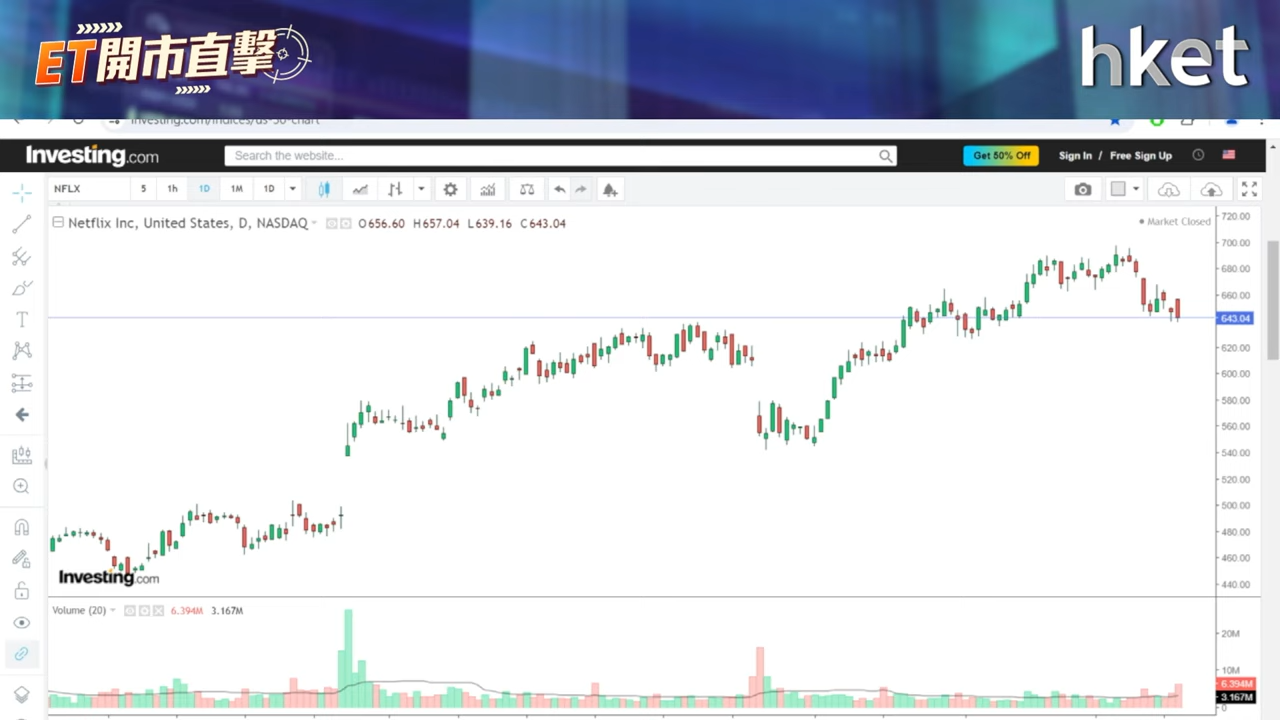 ET開市直擊
hket
investing.com/indices/us-30-chart
Investing.com
Search the website...
Get 50% Off
Sign In / Free Sign Up
NFLX
5
1h
1D
1M
1D
Netflix Inc, United States, D, NASDAQ
O656.60 H657.04 L639.16 C643.04
Market Closed
720.00
700.00
680.00
660.00
643.04
620.00
600.00
580.00
560.00
540.00
520.00
500.00
480.00
460.00
440.00
Investing.com
Volume (20)
6.394M 3.167M
20M
10M
6.394M
3.167M
0